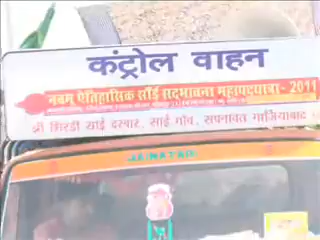 कंट्रोल वाहन
नवम् ऐतिहासिक साँई सद्भावना महापदयात्रा- 2011
श्री शिरडी साई दरबार, साई गाँव, सपनावत गाजियाबाद